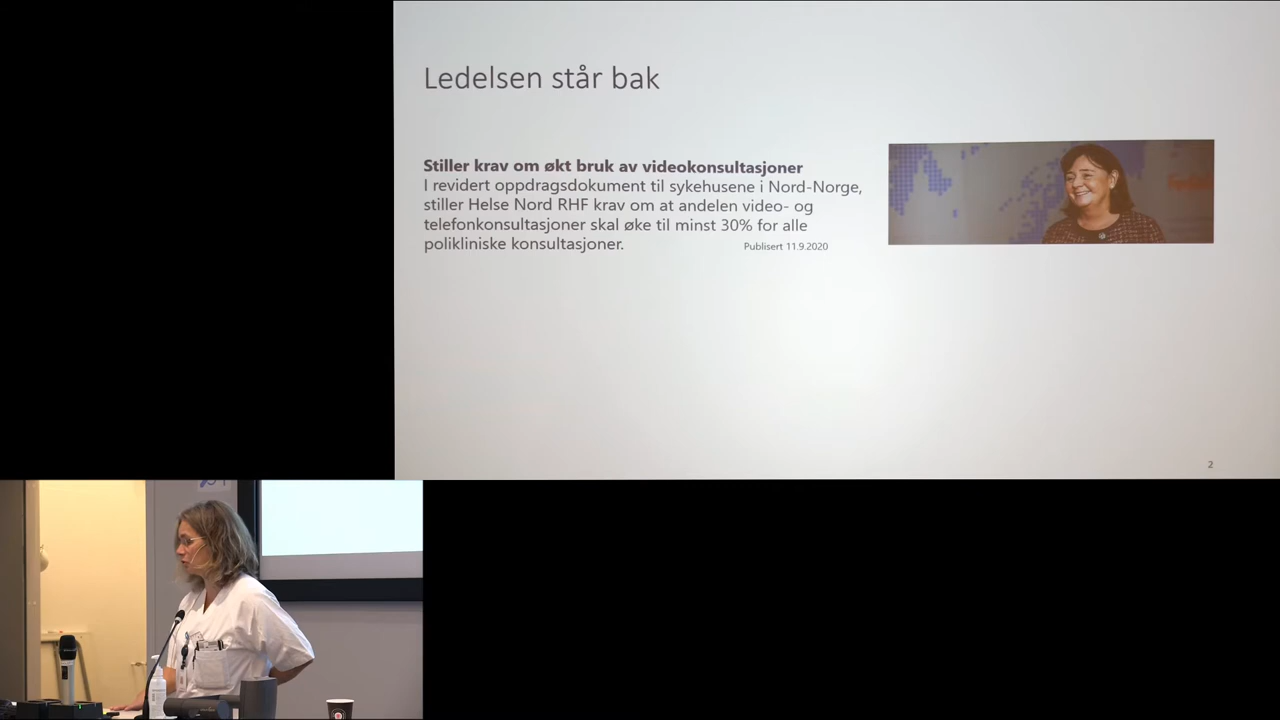 Ledelsen står bak
Stiller krav om økt bruk av videokonsultasjoner
I revidert oppdragsdokument til sykehusene i Nord-Norge,
stiller Helse Nord RHF krav om at andelen video- og
telefonkonsultasjoner skal øke til minst 30% for alle
polikliniske konsultasjoner.
Publisert 11.9.2020
2